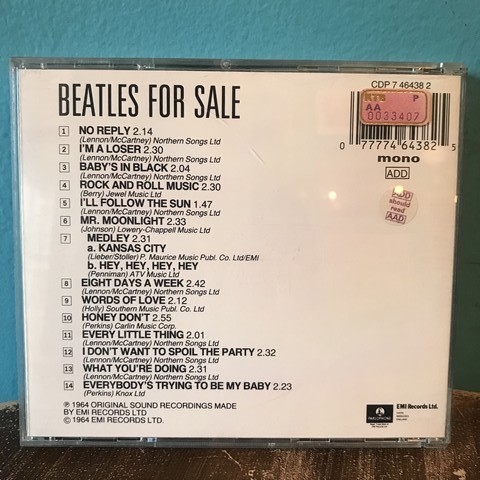 CDP 7 46438 2
BEATLES FOR SALE
P
AA
0033407
0 77774 64382 5
mono
ADD
ADD
should
read
AAD
1 NO REPLY 2.14
(Lennon/McCartney) Northern Songs Ltd
2 I'M A LOSER 2.30
(Lennon/McCartney) Northern Songs Ltd
3 BABY'S IN BLACK 2.04
(Lennon/McCartney) Northern Songs Ltd
4 ROCK AND ROLL MUSIC 2.30
(Berry) Jewel Music Ltd
5 I'LL FOLLOW THE SUN 1.47
(Lennon/McCartney) Northern Songs Ltd
6 MR. MOONLIGHT 2.33
(Johnson) Lowery-Chappell Music Ltd
7 MEDLEY 2.31
a. KANSAS CITY
(Lieber/Stoller) P. Maurice Music Publ. Co. Ltd/EMI
b. HEY, HEY, HEY, HEY
(Penniman) ATV Music Ltd
8 EIGHT DAYS A WEEK 2.42
(Lennon/McCartney) Northern Songs Ltd
9 WORDS OF LOVE 2.12
(Holly) Southern Music Publ. Co. Ltd
10 HONEY DON'T 2.55
(Perkins) Carlin Music Corp.
11 EVERY LITTLE THING 2.01
(Lennon/McCartney) Northern Songs Ltd
12 I DON'T WANT TO SPOIL THE PARTY 2.32
(Lennon/McCartney) Northern Songs Ltd
13 WHAT YOU'RE DOING 2.31
(Lennon/McCartney) Northern Songs Ltd
14 EVERYBODY'S TRYING TO BE MY BABY 2.23
(Perkins) Knox Ltd
℗ 1964 ORIGINAL SOUND RECORDINGS MADE
BY EMI RECORDS LTD
© 1964 EMI RECORDS LTD.
PARLOPHONE
EMI Records Ltd.